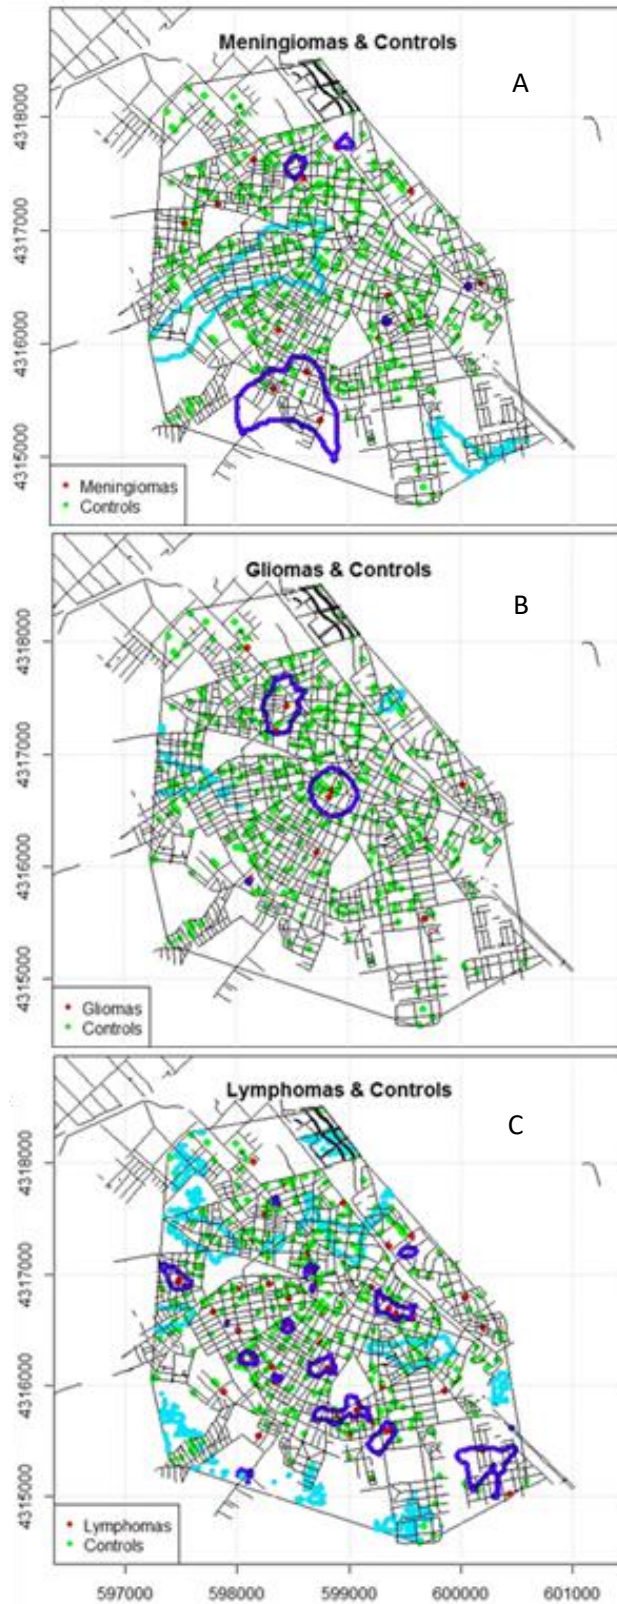 Meningiomas & Controls
A
4318000
4317000
4316000
4315000
Meningiomas
Controls
Gliomas & Controls
B
4318000
4317000
4316000
4315000
Gliomas
Controls
Lymphomas & Controls
C
4318000
4317000
4316000
4315000
Lymphomas
Controls
597000 598000 599000 600000 601000